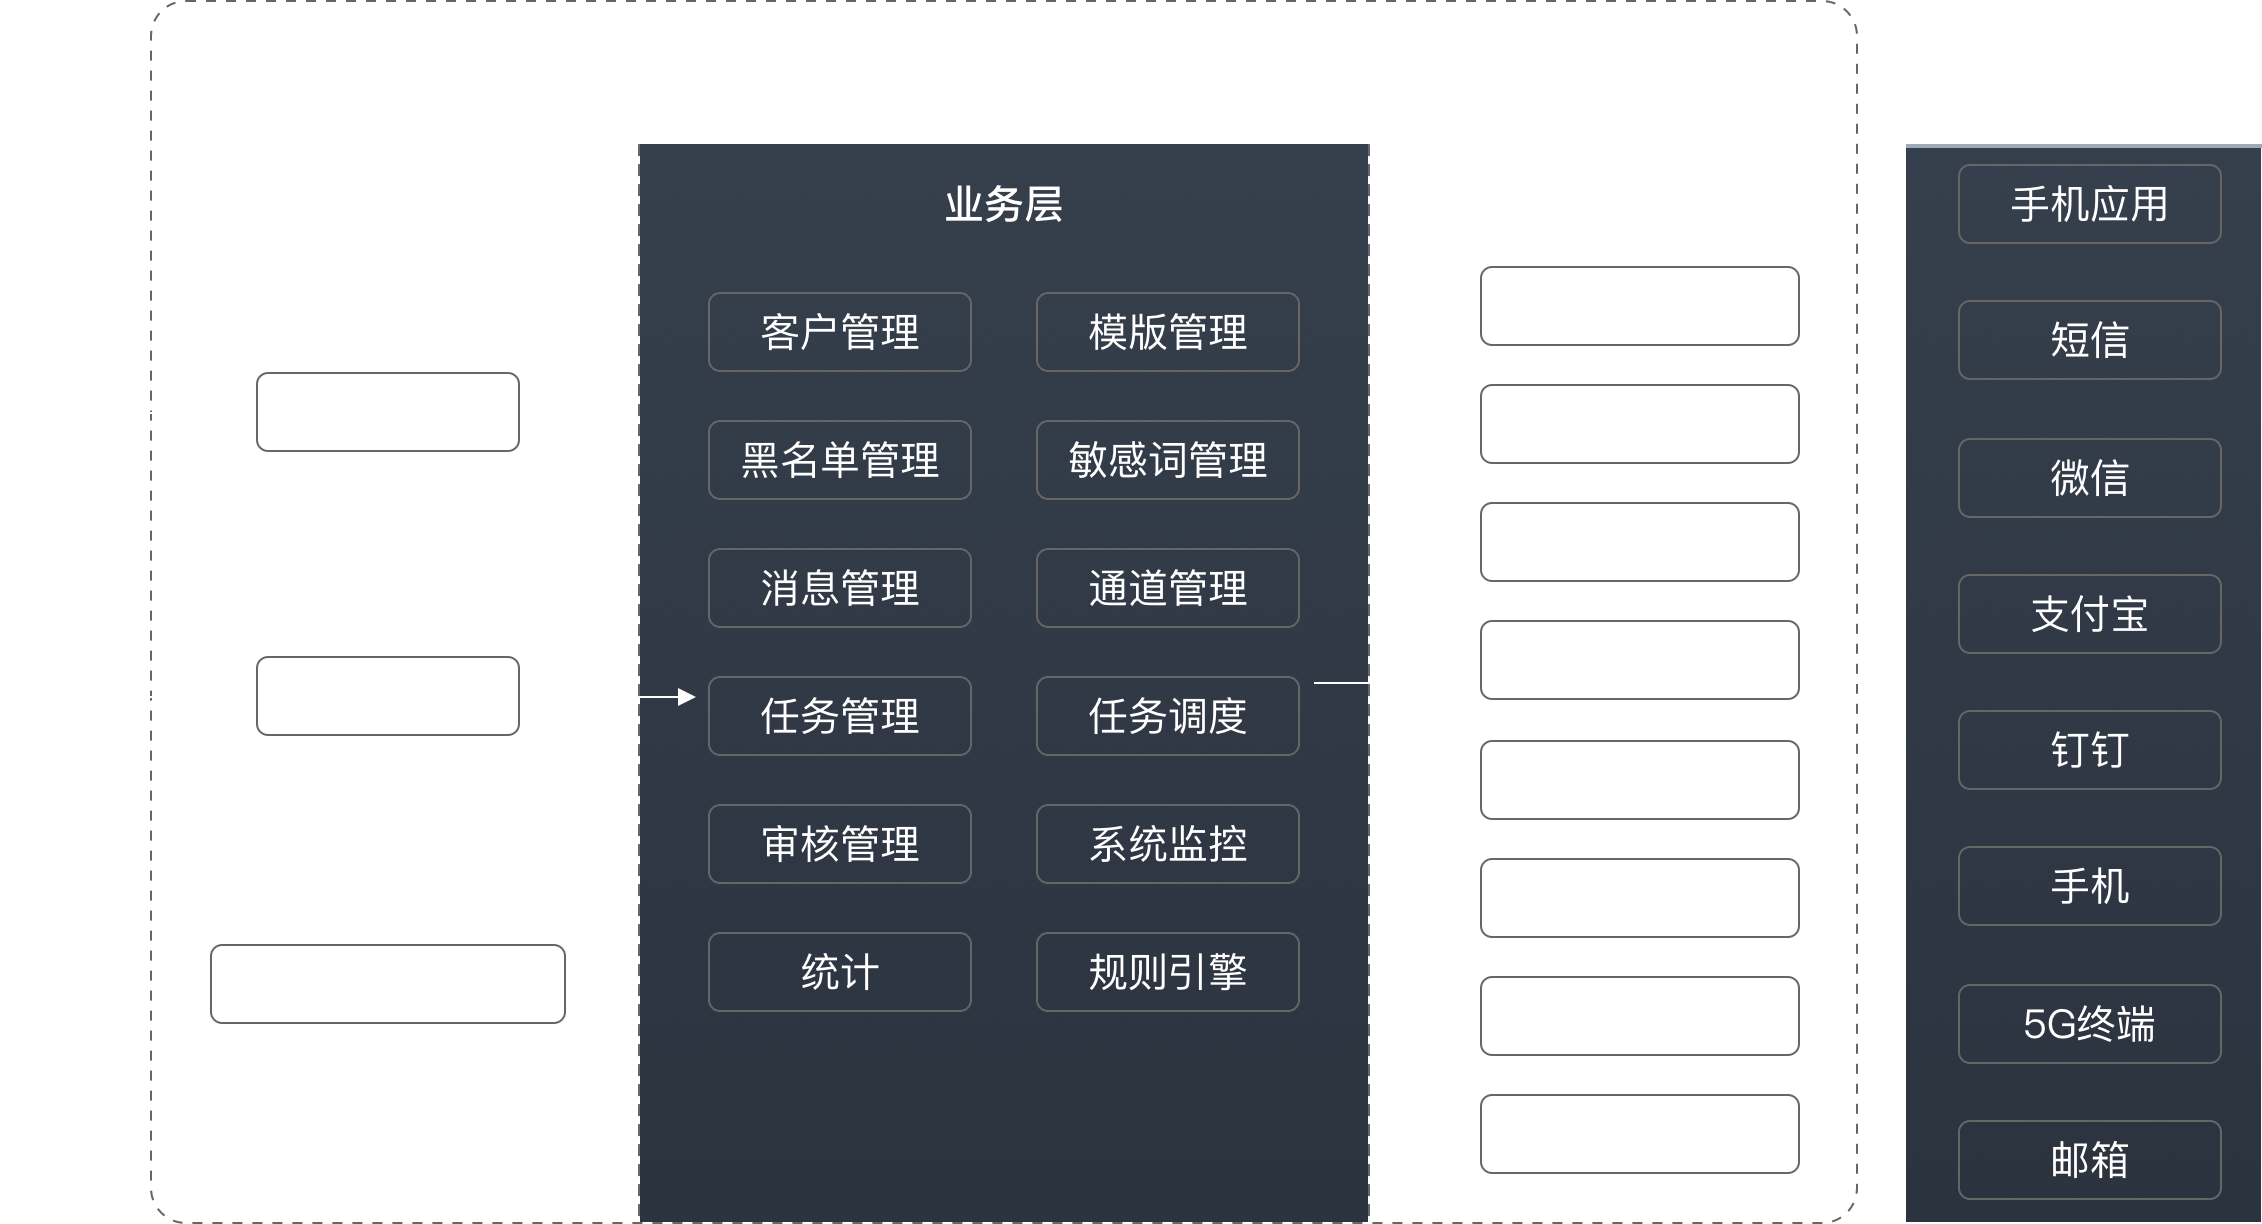 业务层
客户管理
模版管理
黑名单管理
敏感词管理
消息管理
通道管理
任务管理
任务调度
审核管理
系统监控
统计
规则引擎
手机应用
短信
微信
支付宝
钉钉
手机
5G终端
邮箱